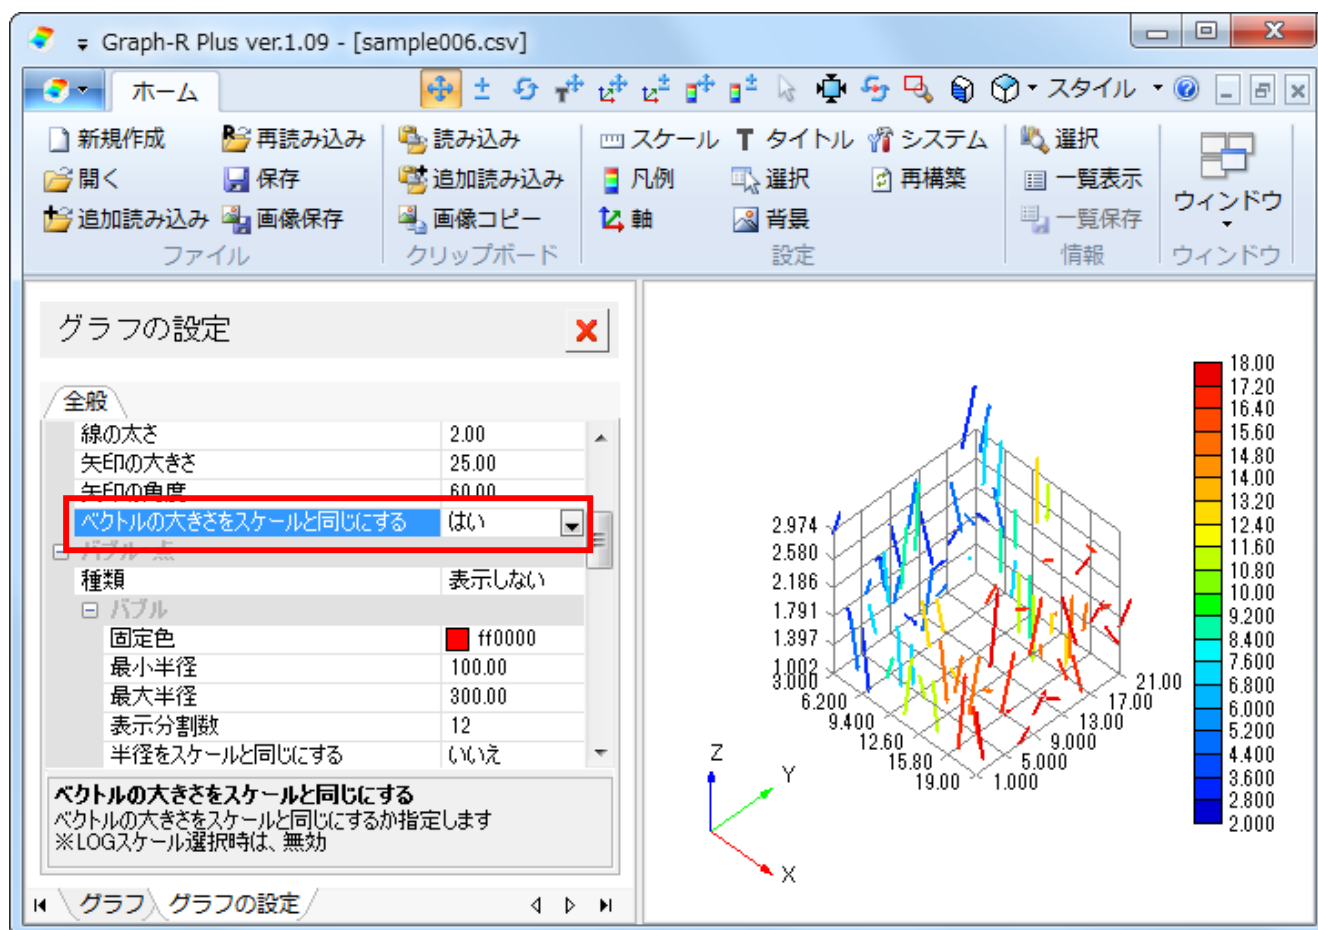 Graph-R Plus ver.1.09 - [sample006.csv]
ホーム
スタイル
新規作成 再読み込み 読み込み スケール タイトル システム 選択
開く 保存 追加読み込み 凡例 選択 再構築 一覧表示
ウィンドウ
追加読み込み 画像保存 画像コピー 軸 背景 一覧保存
ファイル クリップボード 設定 情報 ウィンドウ
グラフの設定
全般
線の太さ 2.00
矢印の大きさ 25.00
矢印の角度 60.00
ベクトルの大きさをスケールと同じにする はい
バブル・点
種類 表示しない
バブル
固定色 ff0000
最小半径 100.00
最大半径 300.00
表示分割数 12
半径をスケールと同じにする いいえ
ベクトルの大きさをスケールと同じにする
ベクトルの大きさをスケールと同じにするか指定します
※LOGスケール選択時は、無効
グラフ グラフの設定
2.974
2.580
2.186
1.791
1.397
1.002
3.000
6.200
9.400
12.60
15.80
19.00
1.000
5.000
9.000
13.00
17.00
21.00
Z
Y
X
18.00
17.20
16.40
15.60
14.80
14.00
13.20
12.40
11.60
10.80
10.00
9.200
8.400
7.600
6.800
6.000
5.200
4.400
3.600
2.800
2.000